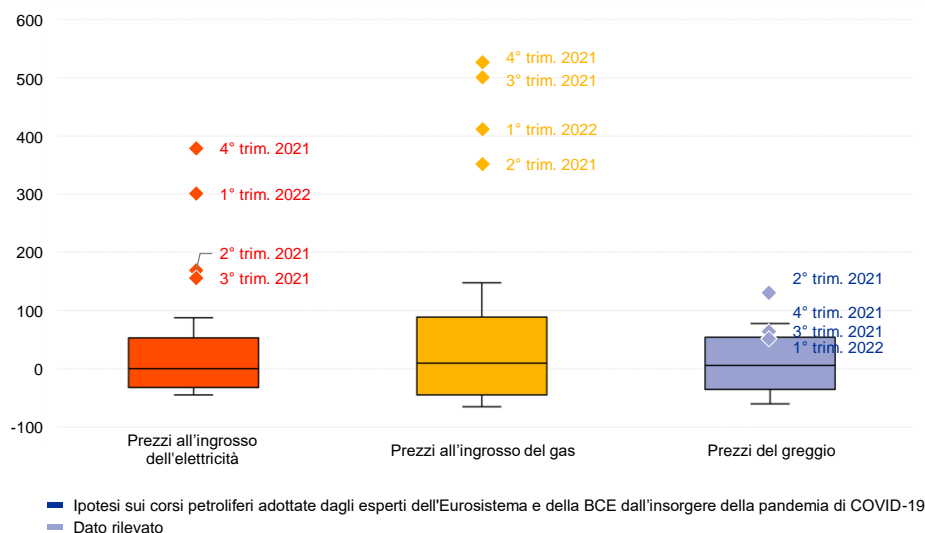 600
500
400
300
200
100
0
-100
4° trim. 2021
1° trim. 2022
2° trim. 2021
3° trim. 2021
4° trim. 2021
3° trim. 2021
1° trim. 2022
2° trim. 2021
2° trim. 2021
4° trim. 2021
3° trim. 2021
1° trim. 2022
Prezzi all'ingrosso
dell'elettricità
Prezzi all'ingrosso del gas
Prezzi del greggio
Ipotesi sui corsi petroliferi adottate dagli esperti dell'Eurosistema e della BCE dall'insorgere della pandemia di COVID-19
Dato rilevato